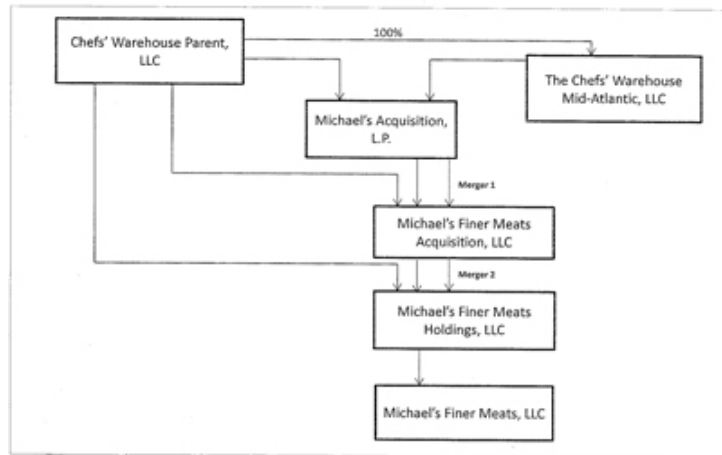 Chefs' Warehouse Parent,
LLC
100%
The Chefs' Warehouse
Mid-Atlantic, LLC
Michael's Acquisition,
L.P.
Merger 1
Michael's Finer Meats
Acquisition, LLC
Merger 2
Michael's Finer Meats
Holdings, LLC
Michael's Finer Meats, LLC